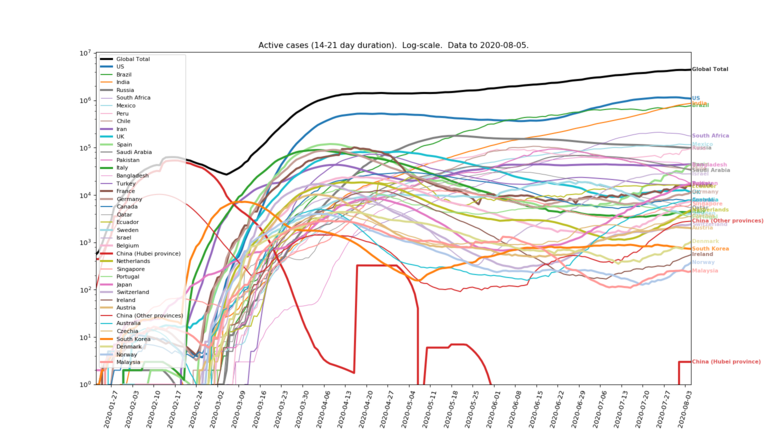 Active cases (14-21 day duration). Log-scale. Data to 2020-08-05.
10^7
10^6
10^5
10^4
10^3
10^2
10^1
10^0
Global Total
US
Brazil
India
Russia
South Africa
Mexico
Peru
Chile
Iran
UK
Spain
Saudi Arabia
Pakistan
Italy
Bangladesh
Turkey
France
Germany
Canada
Qatar
Ecuador
Sweden
Israel
Belgium
China (Hubei province)
Netherlands
Singapore
Portugal
Japan
Switzerland
Ireland
Austria
China (Other provinces)
Australia
Czechia
South Korea
Denmark
Norway
Malaysia
Global Total
US
South Africa
Saudi Arabia
China (Other provinces)
Denmark
South Korea
Ireland
Norway
Malaysia
China (Hubei province)
2020-01-27
2020-02-03
2020-02-10
2020-02-17
2020-02-24
2020-03-02
2020-03-09
2020-03-16
2020-03-23
2020-03-30
2020-04-06
2020-04-13
2020-04-20
2020-04-27
2020-05-04
2020-05-11
2020-05-18
2020-05-25
2020-06-01
2020-06-08
2020-06-15
2020-06-22
2020-06-29
2020-07-06
2020-07-13
2020-07-20
2020-07-27
2020-08-03